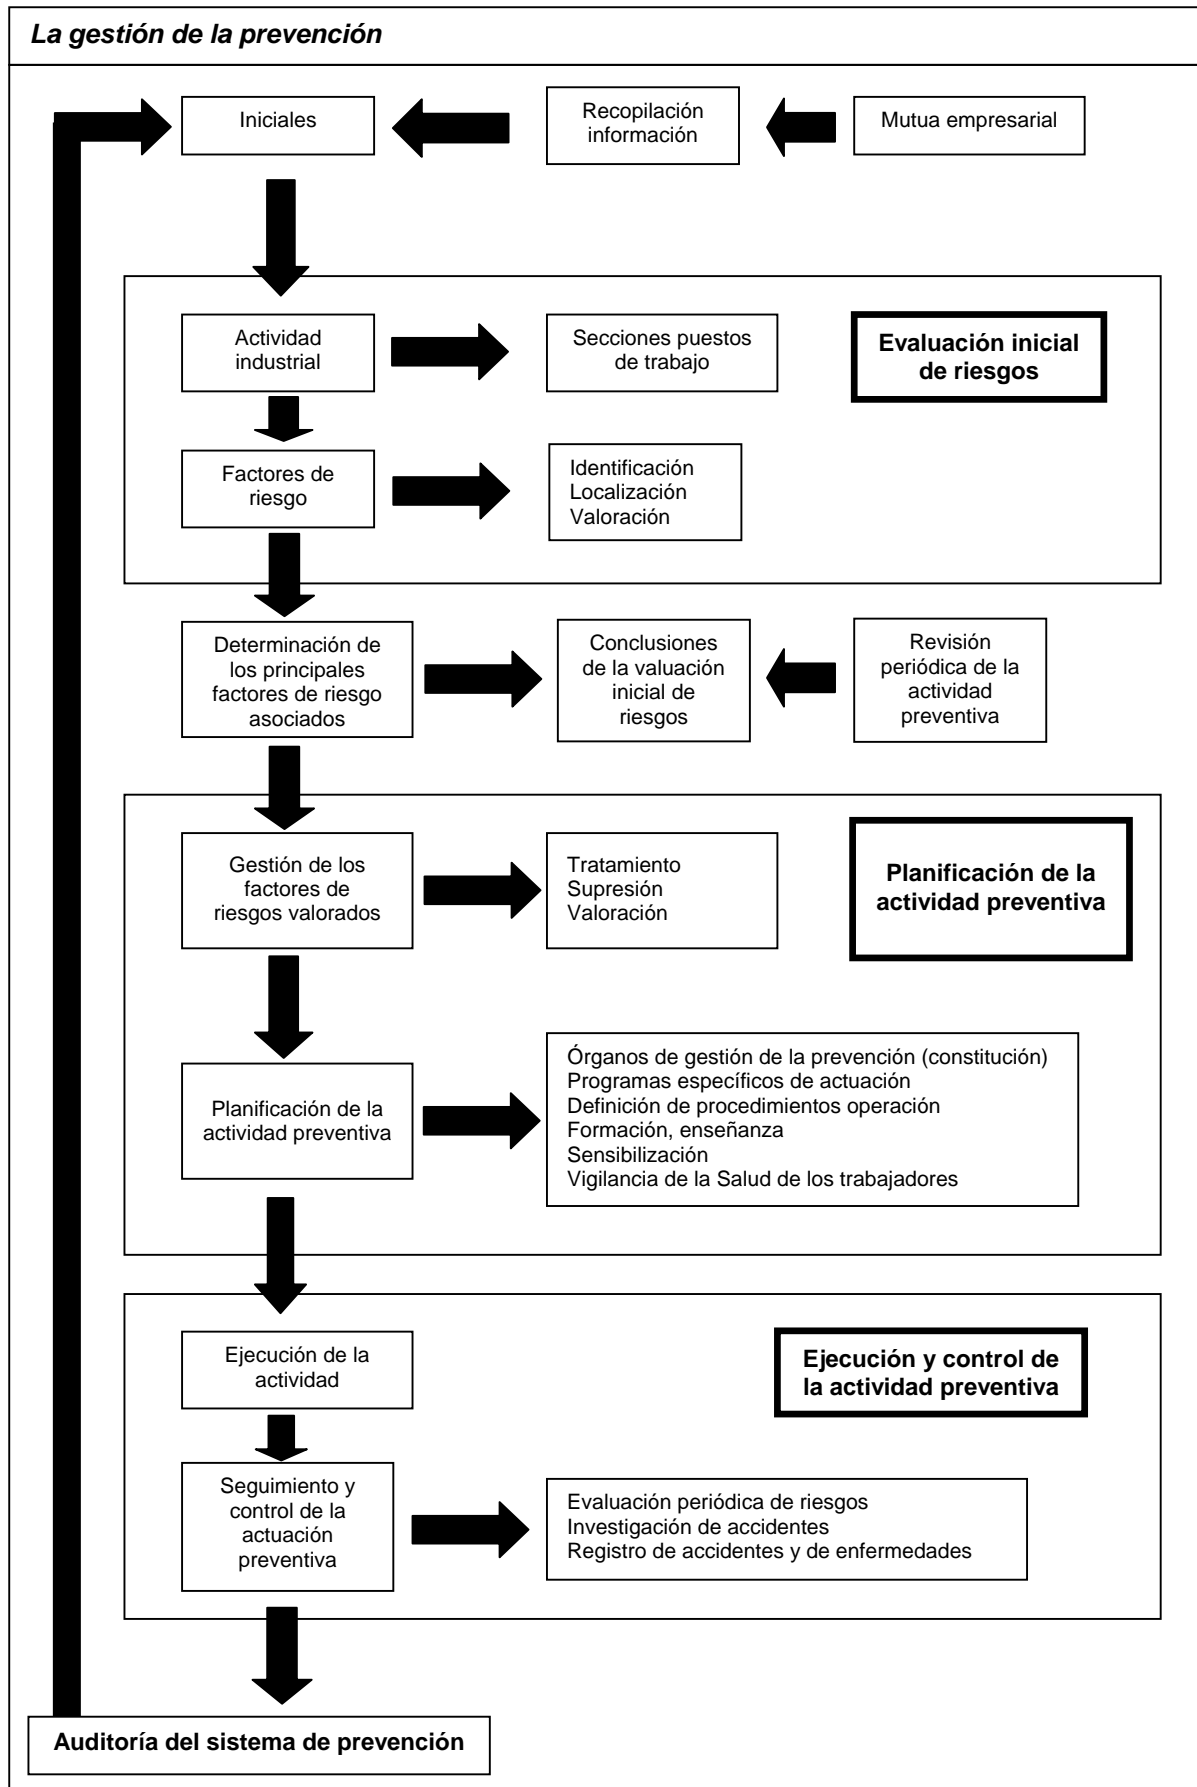 La gestión de la prevención
Iniciales
Recopilación
información
Mutua empresarial
Actividad
industrial
Secciones puestos
de trabajo
Evaluación inicial
de riesgos
Factores de
riesgo
Identificación
Localización
Valoración
Determinación de
los principales
factores de riesgo
asociados
Conclusiones
de la valuación
inicial de
riesgos
Revisión
periódica de la
actividad
preventiva
Gestión de los
factores de
riesgos valorados
Tratamiento
Supresión
Valoración
Planificación de la
actividad preventiva
Planificación de la
actividad preventiva
Órganos de gestión de la prevención (constitución)
Programas específicos de actuación
Definición de procedimientos operación
Formación, enseñanza
Sensibilización
Vigilancia de la Salud de los trabajadores
Ejecución de la
actividad
Ejecución y control de
la actividad preventiva
Seguimiento y
control de la
actuación
preventiva
Evaluación periódica de riesgos
Investigación de accidentes
Registro de accidentes y de enfermedades
Auditoría del sistema de prevención